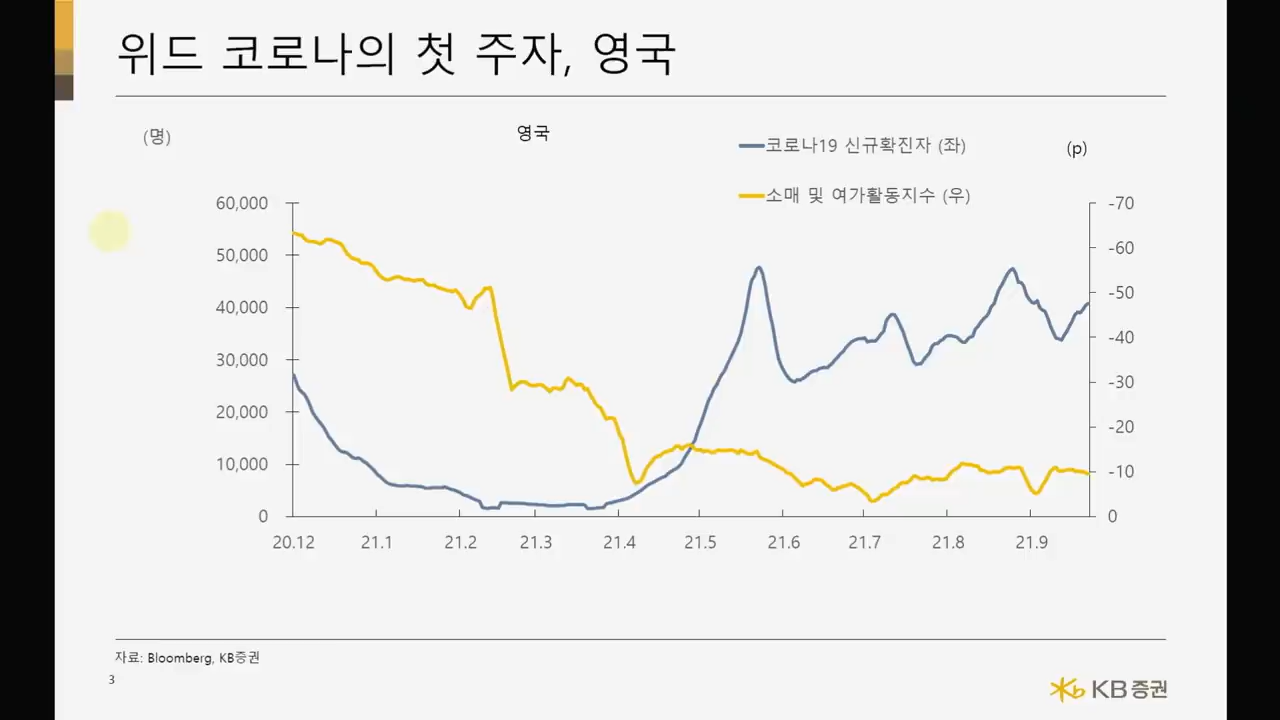 위드 코로나의 첫 주자, 영국
(명)
영국
코로나19 신규확진자 (좌)
(p)
소매 및 여가활동지수 (우)
60,000
50,000
40,000
30,000
20,000
10,000
0
-70
-60
-50
-40
-30
-20
-10
0
20.12 21.1 21.2 21.3 21.4 21.5 21.6 21.7 21.8 21.9
자료: Bloomberg, KB증권
3
KB증권